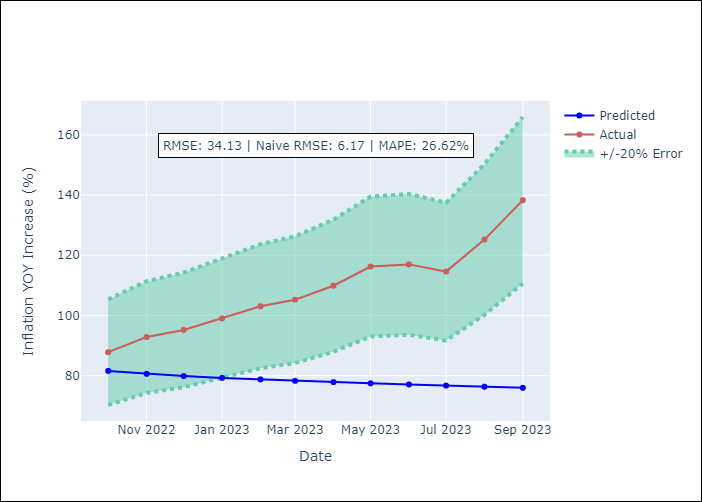 RMSE: 34.13 | Naive RMSE: 6.17 | MAPE: 26.62%
Predicted
Actual
+/-20% Error
Inflation YOY Increase (%)
160
140
120
100
80
Nov 2022
Jan 2023
Mar 2023
May 2023
Jul 2023
Sep 2023
Date